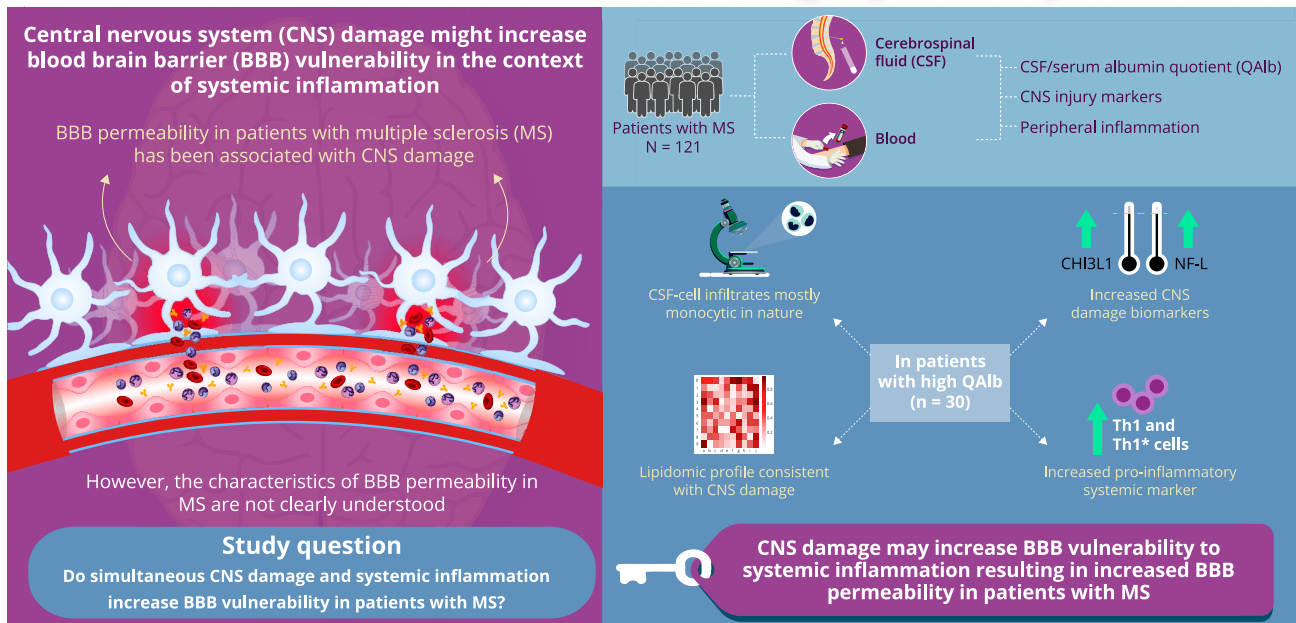 Central nervous system (CNS) damage might increase
blood brain barrier (BBB) vulnerability in the context
of systemic inflammation
BBB permeability in patients with multiple sclerosis (MS)
has been associated with CNS damage
However, the characteristics of BBB permeability in
MS are not clearly understood
Study question
Do simultaneous CNS damage and systemic inflammation
increase BBB vulnerability in patients with MS?
Patients with MS
N = 121
Cerebrospinal
fluid (CSF)
Blood
CSF/serum albumin quotient (QAlb)
CNS injury markers
Peripheral inflammation
CSF-cell infiltrates mostly
monocytic in nature
CHI3L1
NF-L
Increased CNS
damage biomarkers
In patients
with high QAlb
(n = 30)
Lipidomic profile consistent
with CNS damage
Th1 and
Th1* cells
Increased pro-inflammatory
systemic marker
CNS damage may increase BBB vulnerability to
systemic inflammation resulting in increased BBB
permeability in patients with MS